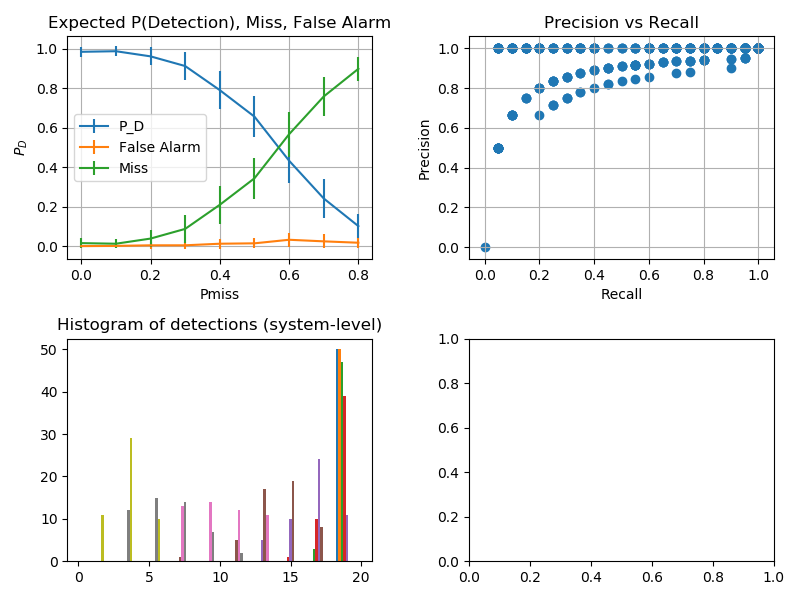 Expected P(Detection), Miss, False Alarm
1.0
0.8
0.6
0.4
0.2
0.0
P_D
P_D
False Alarm
Miss
0.0 0.2 0.4 0.6 0.8
Pmiss
Precision vs Recall
1.0
0.8
0.6
0.4
0.2
0.0
Precision
0.0 0.2 0.4 0.6 0.8 1.0
Recall
Histogram of detections (system-level)
50
40
30
20
10
0
0 5 10 15 20
1.0
0.8
0.6
0.4
0.2
0.0
0.0 0.2 0.4 0.6 0.8 1.0